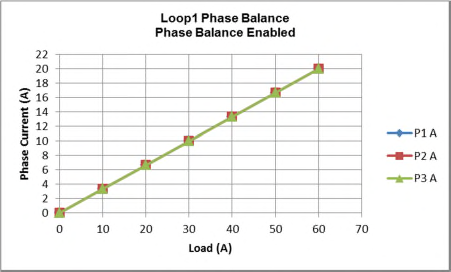 Loop1 Phase Balance
Phase Balance Enabled
Phase Current (A)
22
20
18
16
14
12
10
8
6
4
2
0
0 10 20 30 40 50 60 70
Load (A)
P1 A
P2 A
P3 A